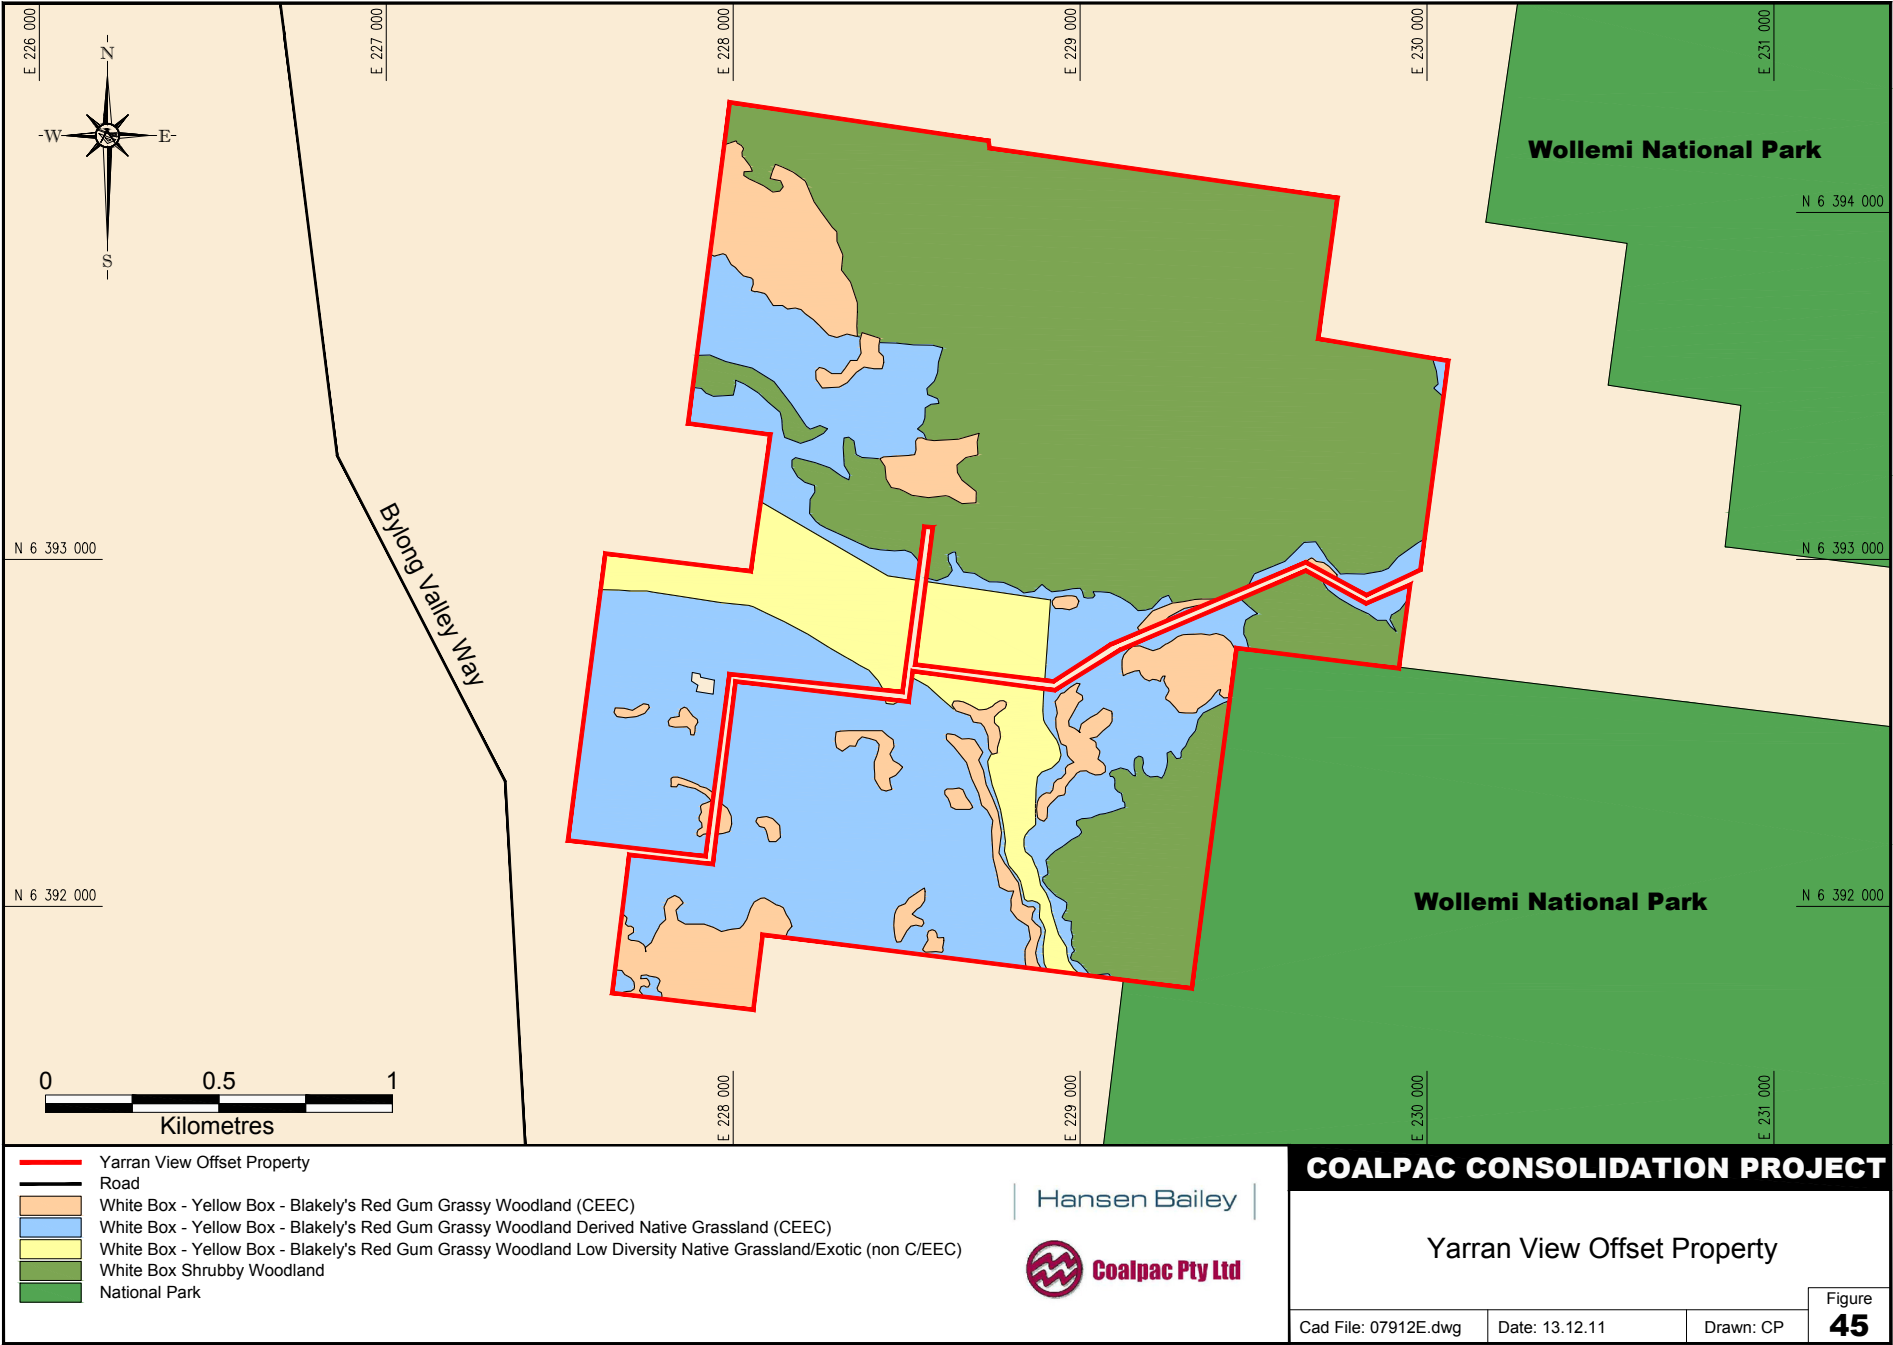 E 226 000
E 227 000
E 228 000
E 229 000
E 230 000
E 231 000
N
W
E
S
Wollemi National Park
N 6 394 000
Bylong Valley Way
N 6 393 000
N 6 393 000
N 6 392 000
Wollemi National Park
N 6 392 000
0 0.5 1
Kilometres
E 228 000
E 229 000
E 230 000
E 231 000
Yarran View Offset Property
Road
White Box - Yellow Box - Blakely's Red Gum Grassy Woodland (CEEC)
White Box - Yellow Box - Blakely's Red Gum Grassy Woodland Derived Native Grassland (CEEC)
White Box - Yellow Box - Blakely's Red Gum Grassy Woodland Low Diversity Native Grassland/Exotic (non C/EEC)
White Box Shrubby Woodland
National Park
Hansen Bailey
Coalpac Pty Ltd
COALPAC CONSOLIDATION PROJECT
Yarran View Offset Property
Cad File: 07912E.dwg
Date: 13.12.11
Drawn: CP
Figure
45